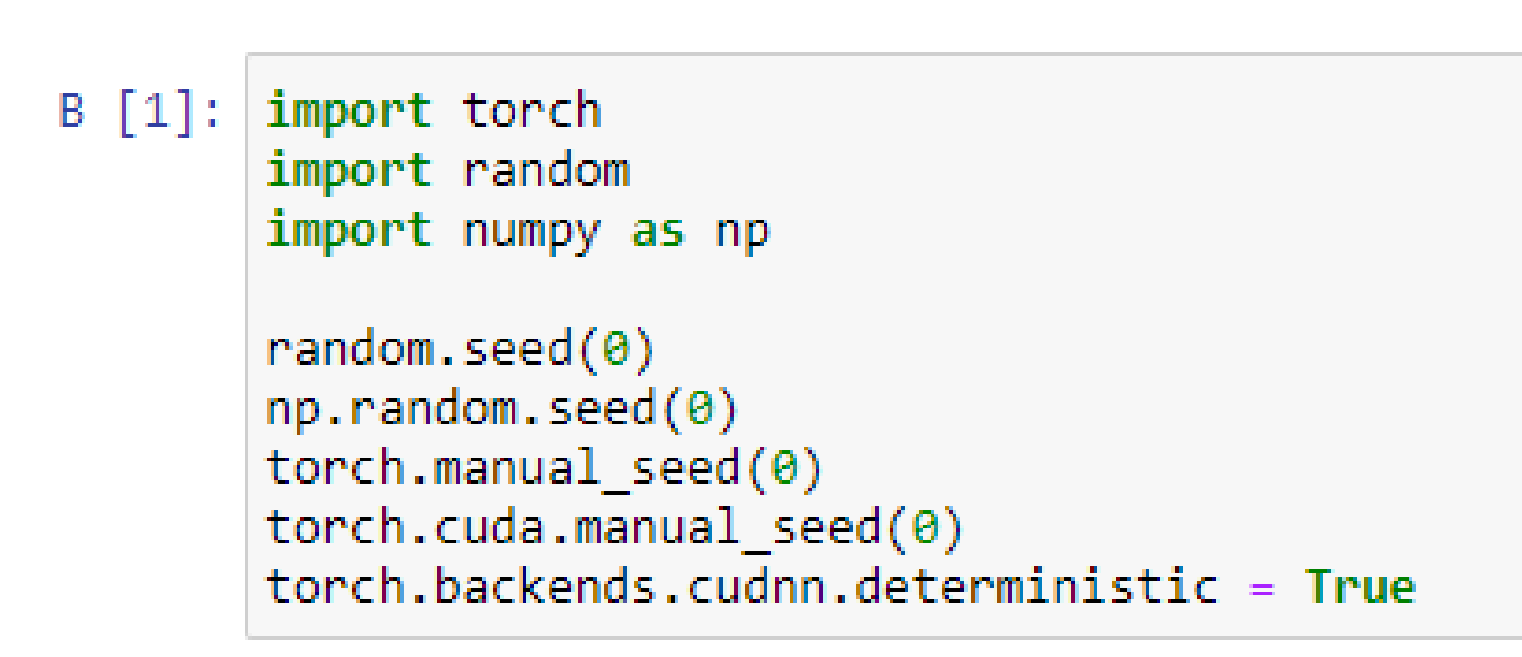 B [1]: import torch
import random
import numpy as np
random.seed(0)
np.random.seed(0)
torch.manual_seed(0)
torch.cuda.manual_seed(0)
torch.backends.cudnn.deterministic = True